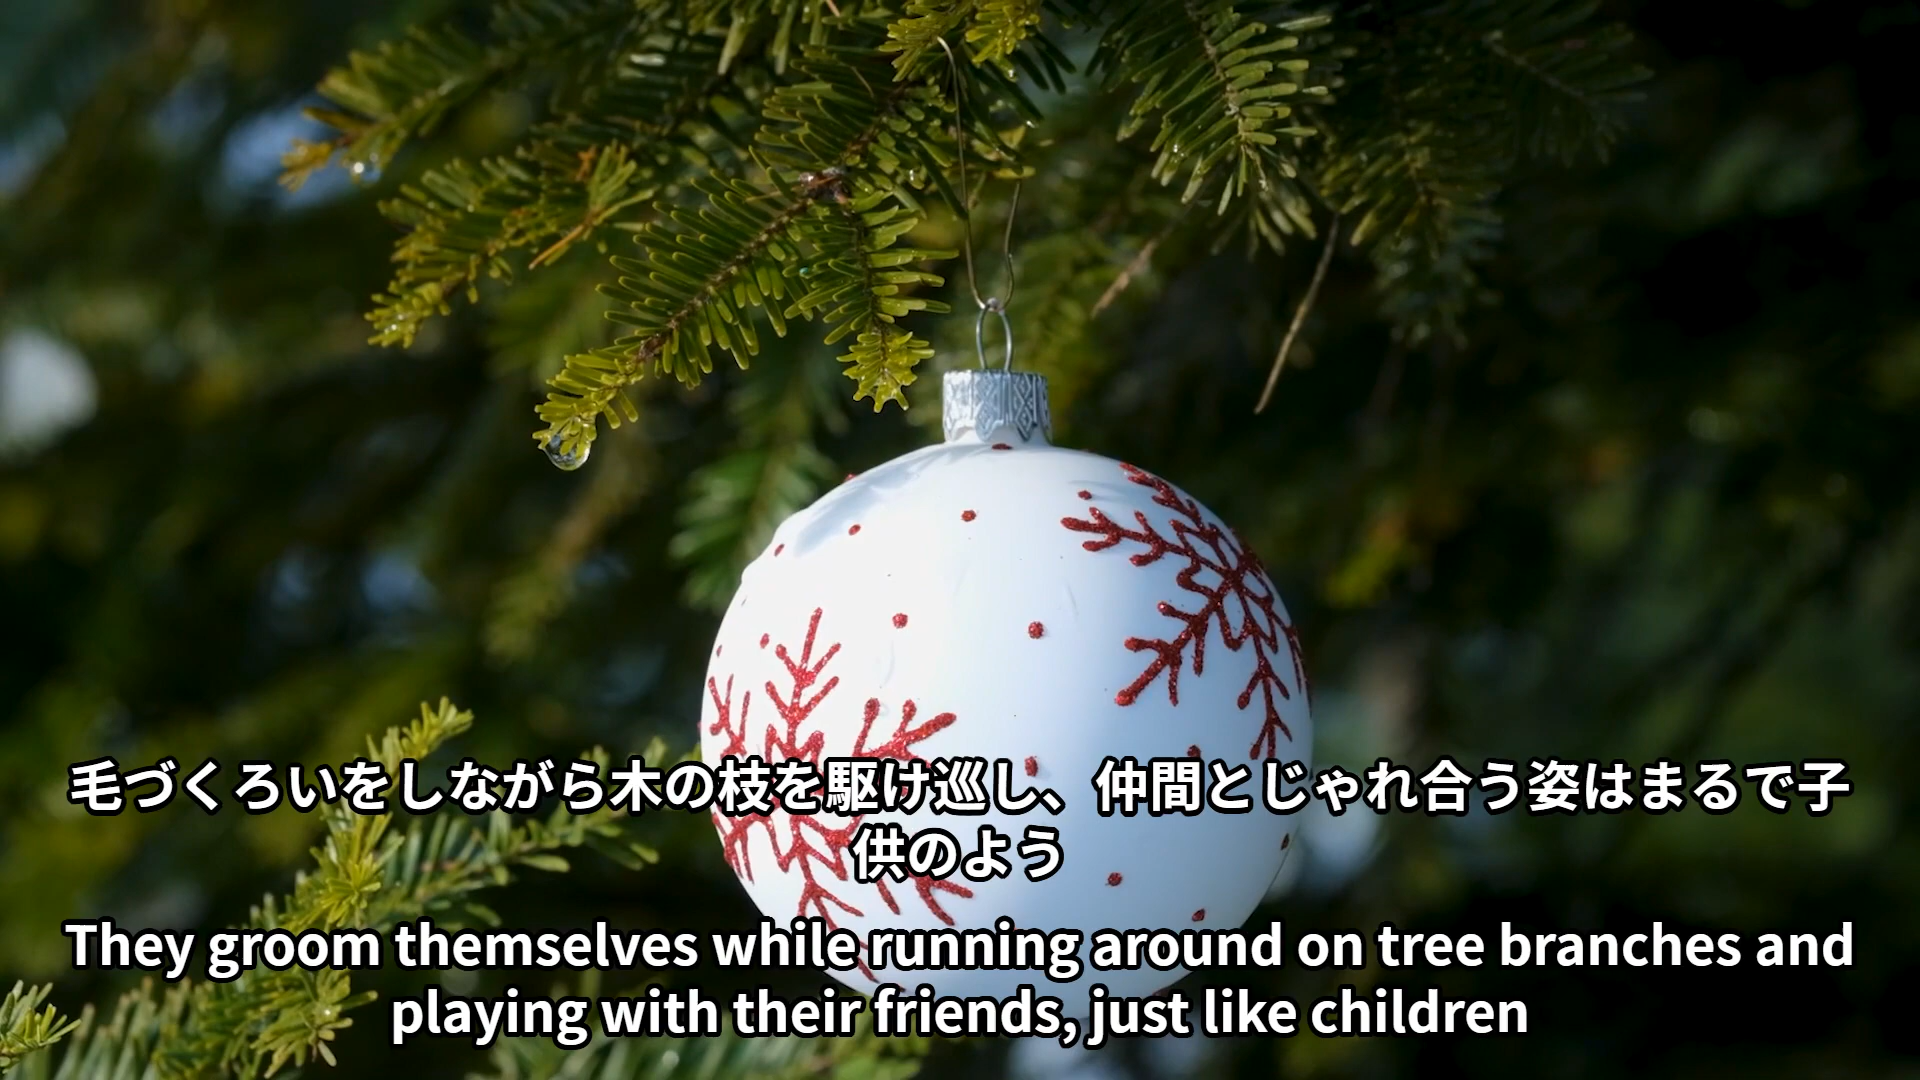 毛づくろいをしながら木の枝を駆け巡し、仲間とじゃれ合う姿はまるで子
供のよう
They groom themselves while running around on tree branches and
playing with their friends, just like children